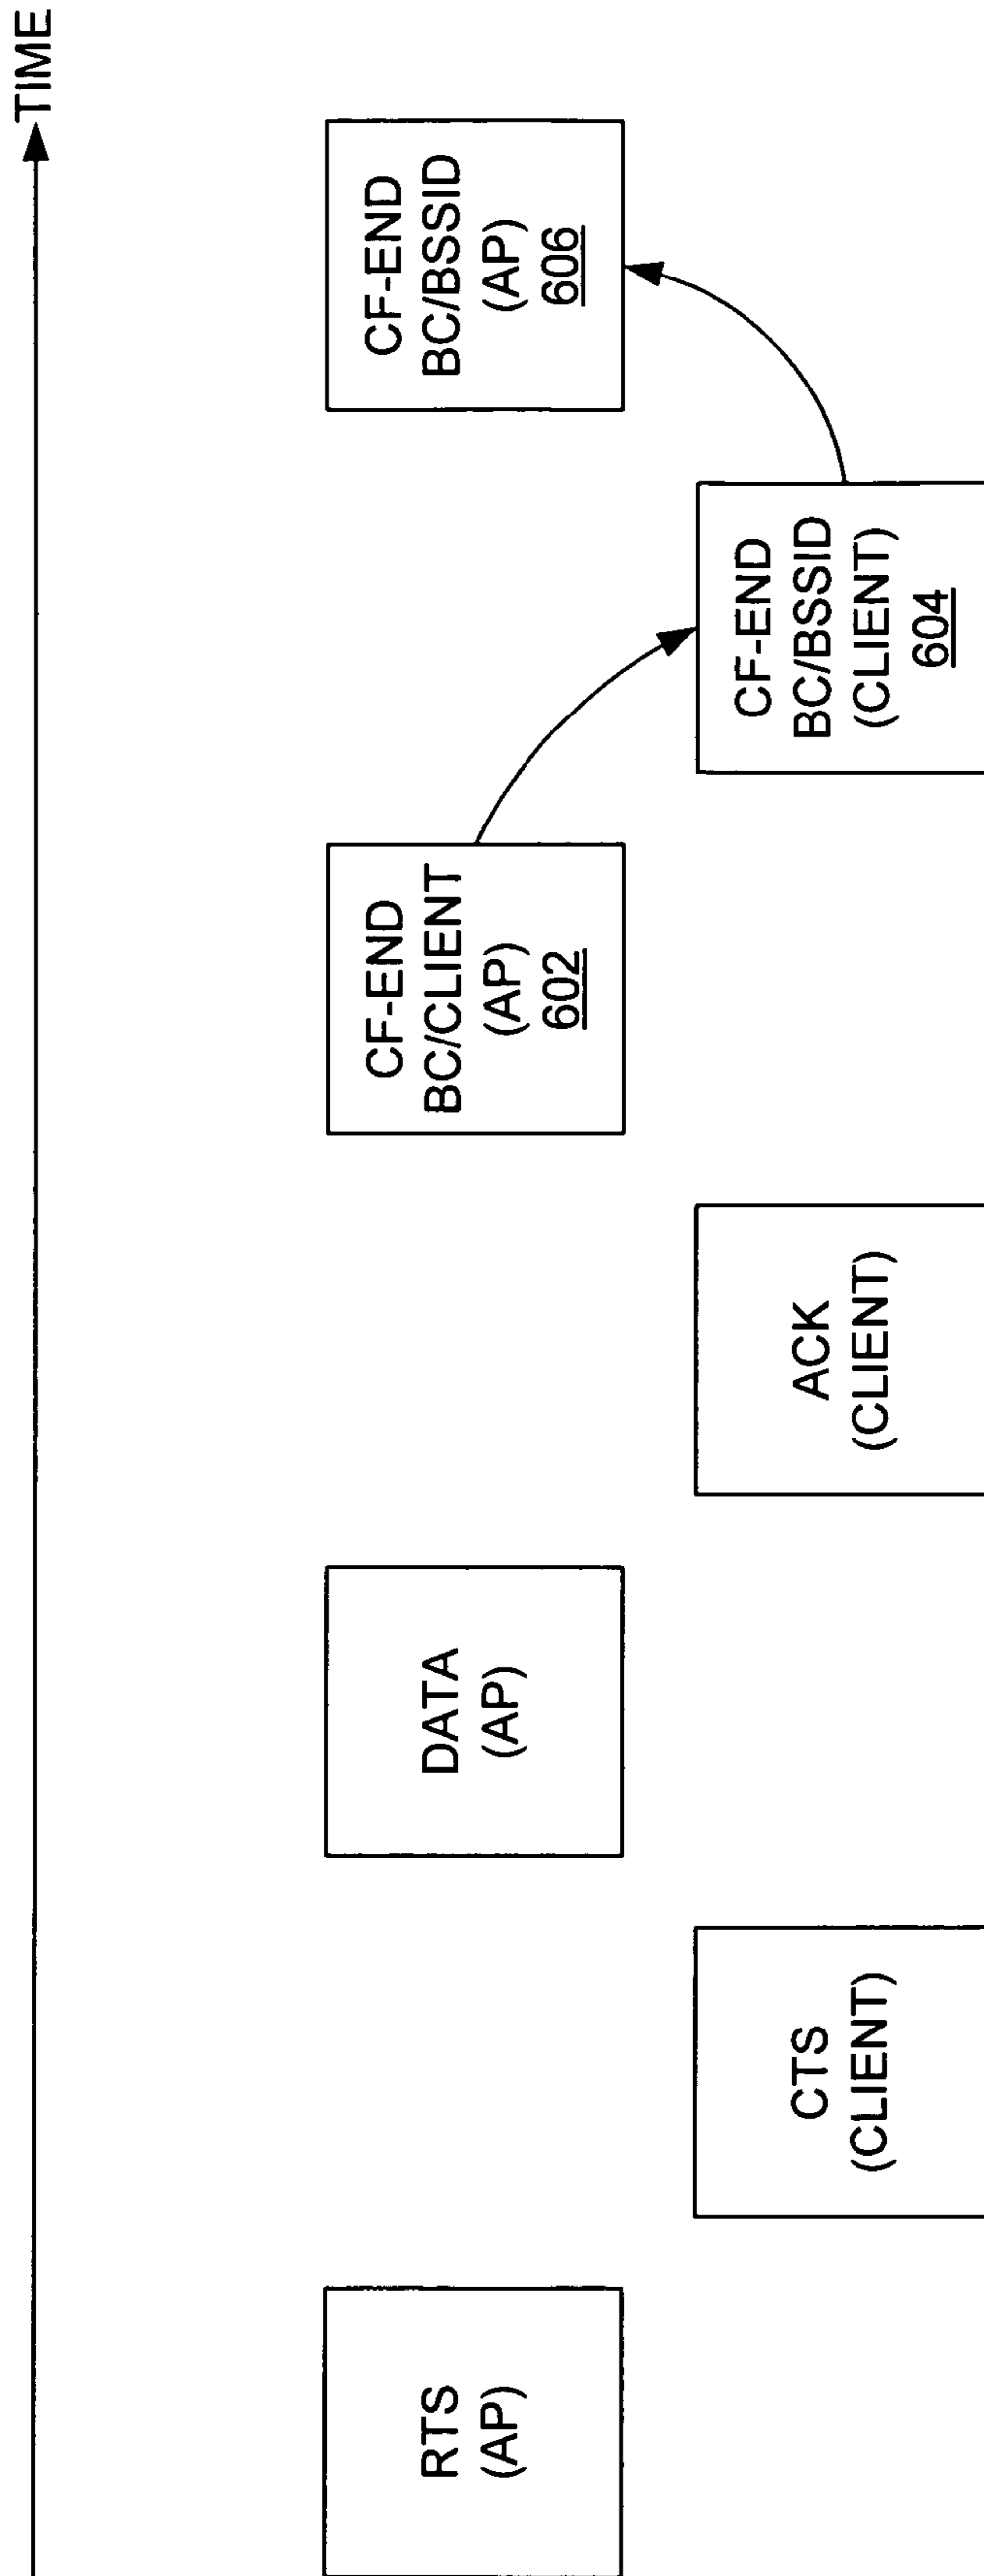 TIME
RTS
(AP)
CTS
(CLIENT)
DATA
(AP)
ACK
(CLIENT)
CF-END
BC/CLIENT
(AP)
602
CF-END
BC/BSSID
(CLIENT)
604
CF-END
BC/BSSID
(AP)
606